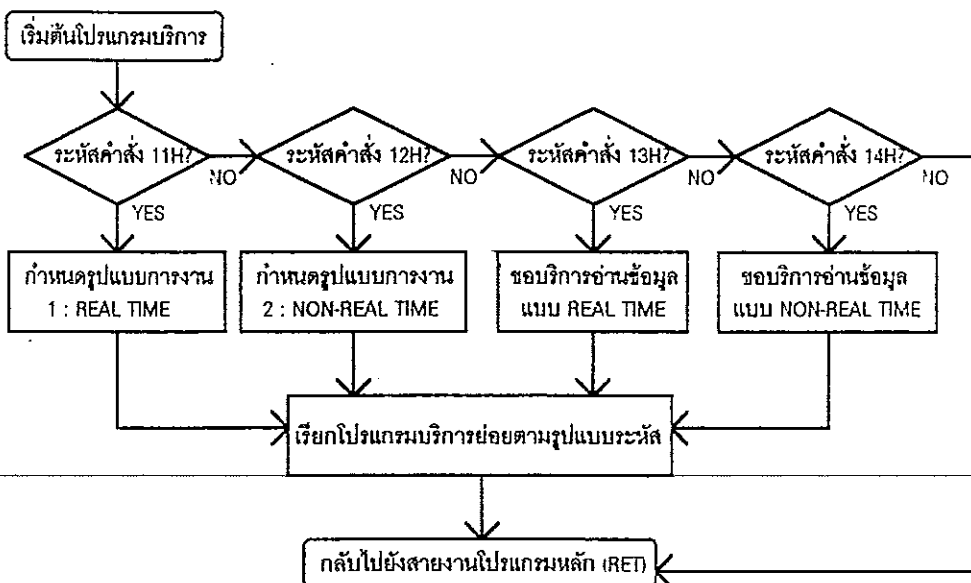 เริ่มต้นโปรแกรมบริการ
ระหัสคำสั่ง 11H?
ระหัสคำสั่ง 12H?
ระหัสคำสั่ง 13H?
ระหัสคำสั่ง 14H?
NO
NO
NO
NO
YES
YES
YES
YES
กำหนดรูปแบบการงาน
1 : REAL TIME
กำหนดรูปแบบการงาน
2 : NON-REAL TIME
ขอบริการอ่านข้อมูล
แบบ REAL TIME
ขอบริการอ่านข้อมูล
แบบ NON-REAL TIME
เรียกโปรแกรมบริการย่อยตามรูปแบบระหัส
กลับไปยังสายงานโปรแกรมหลัก (RET)